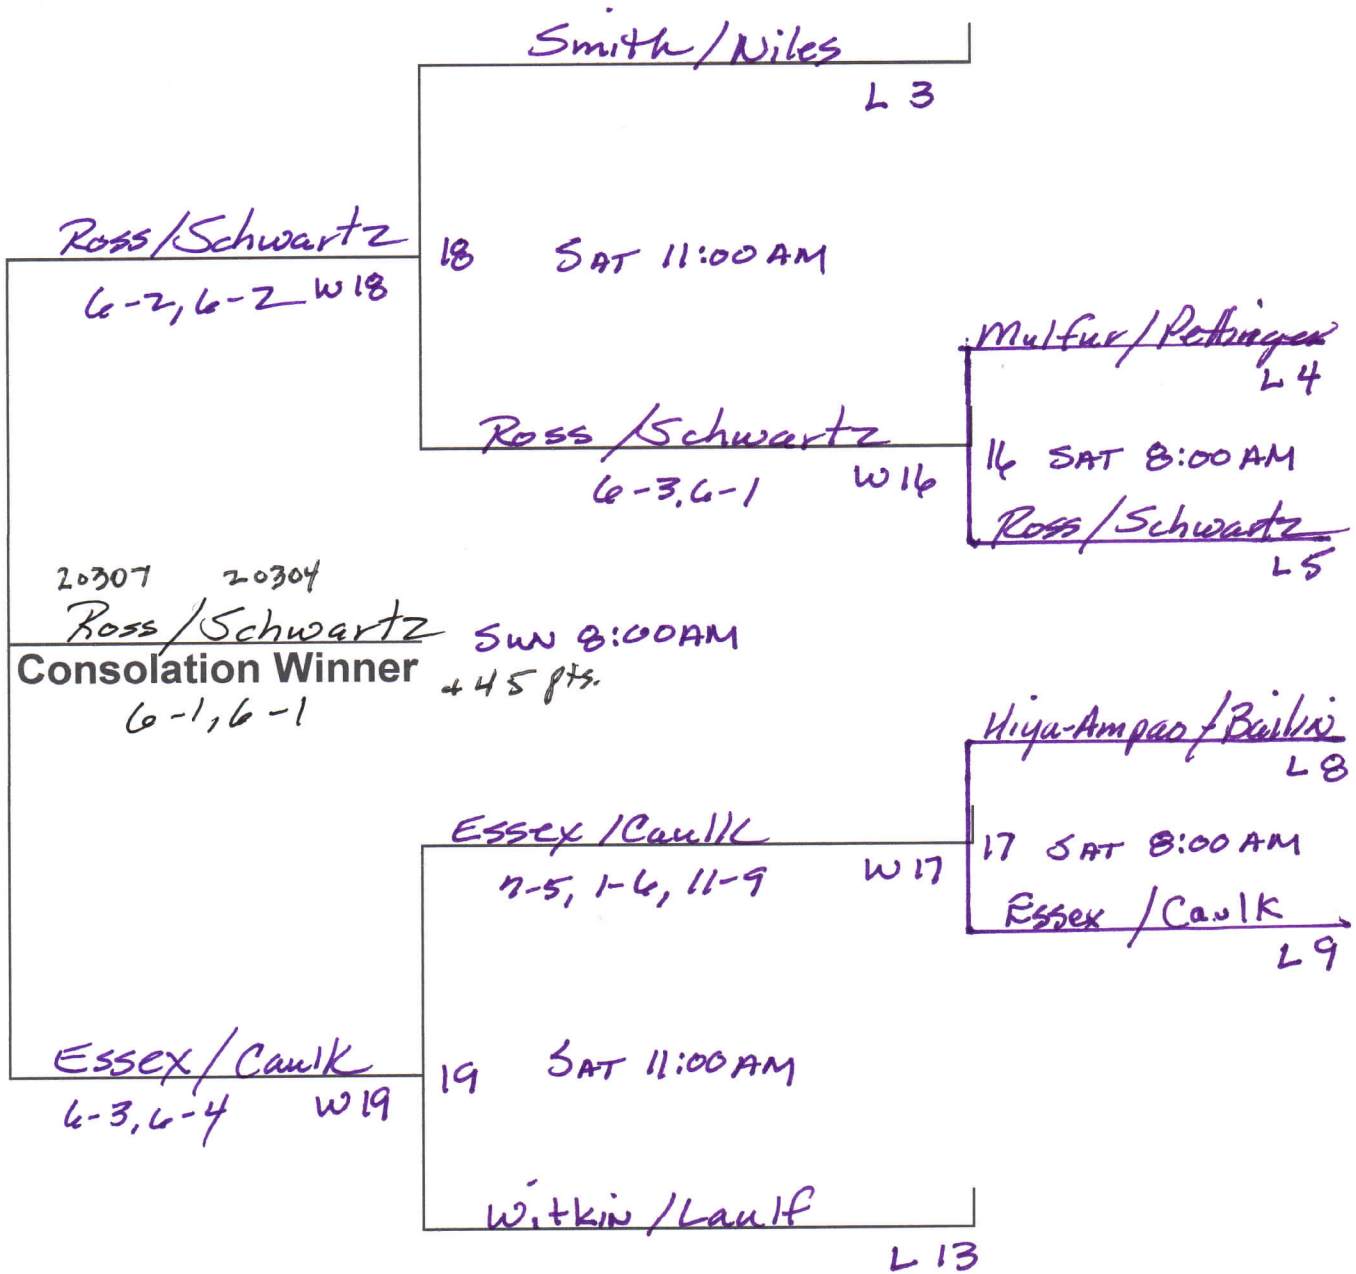 Smith/Niles
L 3
Ross/Schwartz
6-2, 6-2 W18
18 SAT 11:00 AM
Mulfur/Pettinger
L 4
Ross/Schwartz
6-3, 6-1 W16
16 SAT 8:00 AM
Ross/Schwartz
L5
20307 20304
Ross/Schwartz
SUN 8:00AM
Consolation Winner
+45 pts.
6-1, 6-1
Hiya-Ampao/Bailin
L 8
Essex/Caulk
7-5, 1-6, 11-9 W17
17 SAT 8:00 AM
Essex/Caulk
L 9
Essex/Caulk
6-3, 6-4 W19
19 SAT 11:00 AM
Witkin/Laulf
L 13